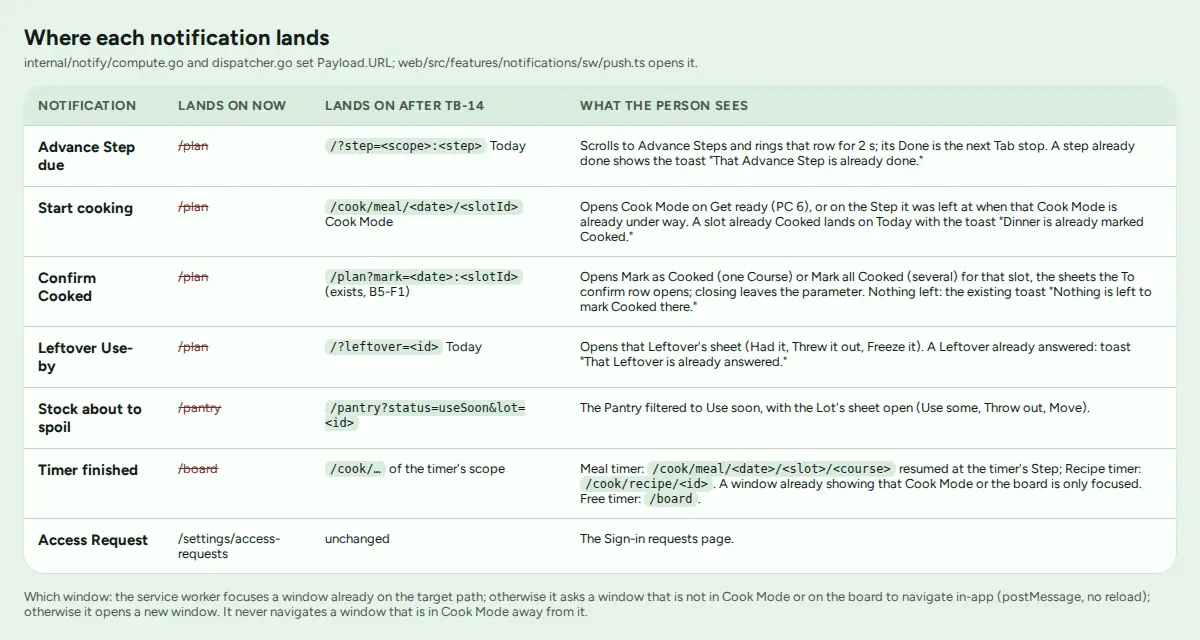 Where each notification lands
internal/notify/compute.go and dispatcher.go set Payload.URL; web/src/features/notifications/sw/push.ts opens it.
NOTIFICATION LANDS ON NOW LANDS ON AFTER TB-14 WHAT THE PERSON SEES
Advance Step
due
/plan
/?step=<scope>:<step> Today
Scrolls to Advance Steps and rings that row for 2 s; its Done is the next Tab stop. A step already
done shows the toast "That Advance Step is already done."
Start cooking
/plan
/cook/meal/<date>/<slotId>
Cook Mode
Opens Cook Mode on Get ready (PC 6), or on the Step it was left at when that Cook Mode is
already under way. A slot already Cooked lands on Today with the toast "Dinner is already marked
Cooked."
Confirm
Cooked
/plan
/plan?mark=<date>:<slotId>
(exists, B5-F1)
Opens Mark as Cooked (one Course) or Mark all Cooked (several) for that slot, the sheets the To
confirm row opens; closing leaves the parameter. Nothing left: the existing toast "Nothing is left to
mark Cooked there."
Leftover Use-
by
/plan
/?leftover=<id> Today
Opens that Leftover's sheet (Had it, Threw it out, Freeze it). A Leftover already answered: toast
"That Leftover is already answered."
Stock about to
spoil
/pantry
/pantry?status=useSoon&lot=
<id>
The Pantry filtered to Use soon, with the Lot's sheet open (Use some, Throw out, Move).
Timer finished
/board
/cook/… of the timer's scope
Meal timer: /cook/meal/<date>/<slot>/<course> resumed at the timer's Step; Recipe timer:
/cook/recipe/<id>. A window already showing that Cook Mode or the board is only focused.
Free timer: /board.
Access Request
/settings/access-
requests
unchanged
The Sign-in requests page.
Which window: the service worker focuses a window already on the target path; otherwise it asks a window that is not in Cook Mode or on the board to navigate in-app (postMessage, no reload);
otherwise it opens a new window. It never navigates a window that is in Cook Mode away from it.